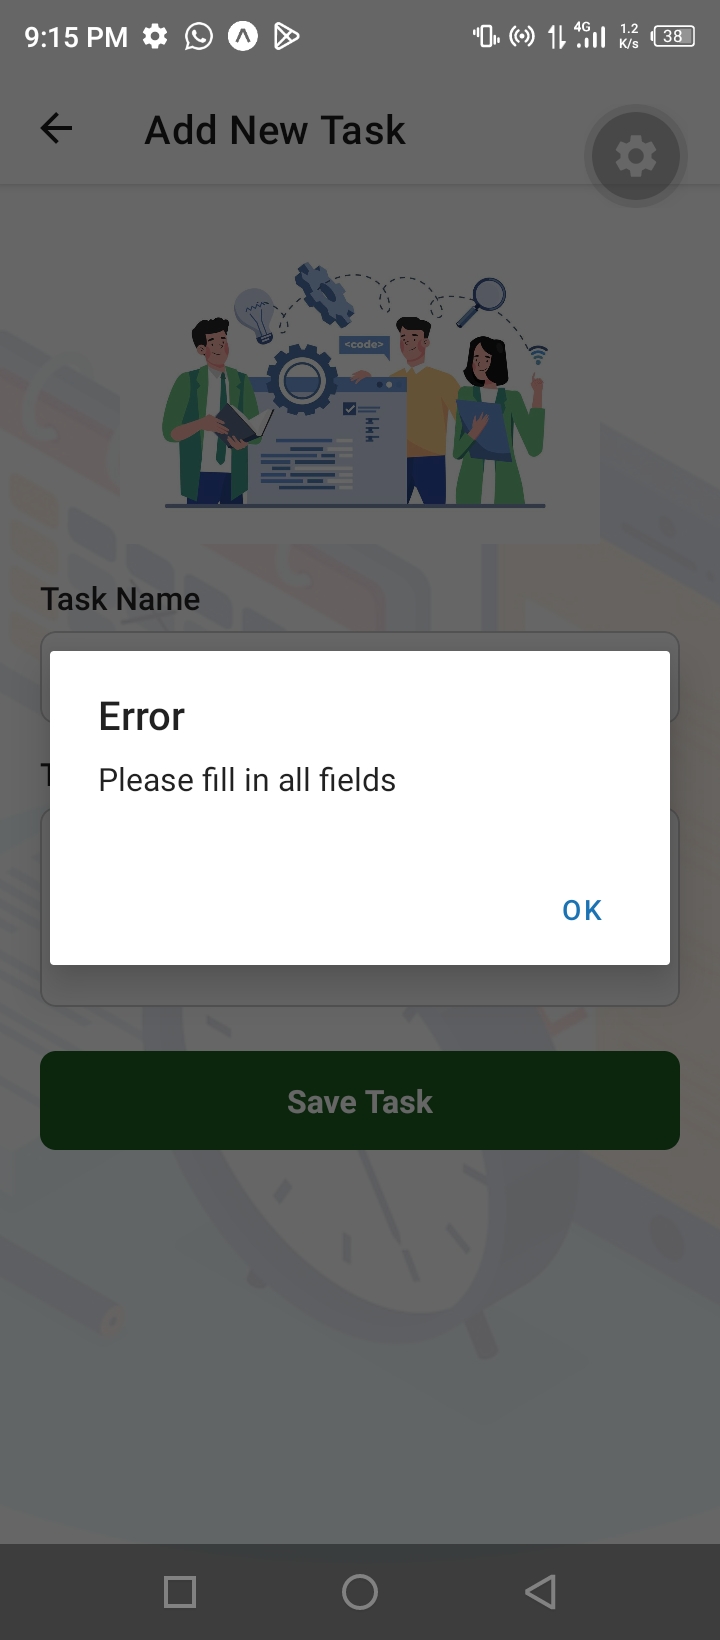 9:15 PM 4G 1.2 K/s 38
Add New Task
<code>
Task Name
Error
Please fill in all fields
OK
Save Task